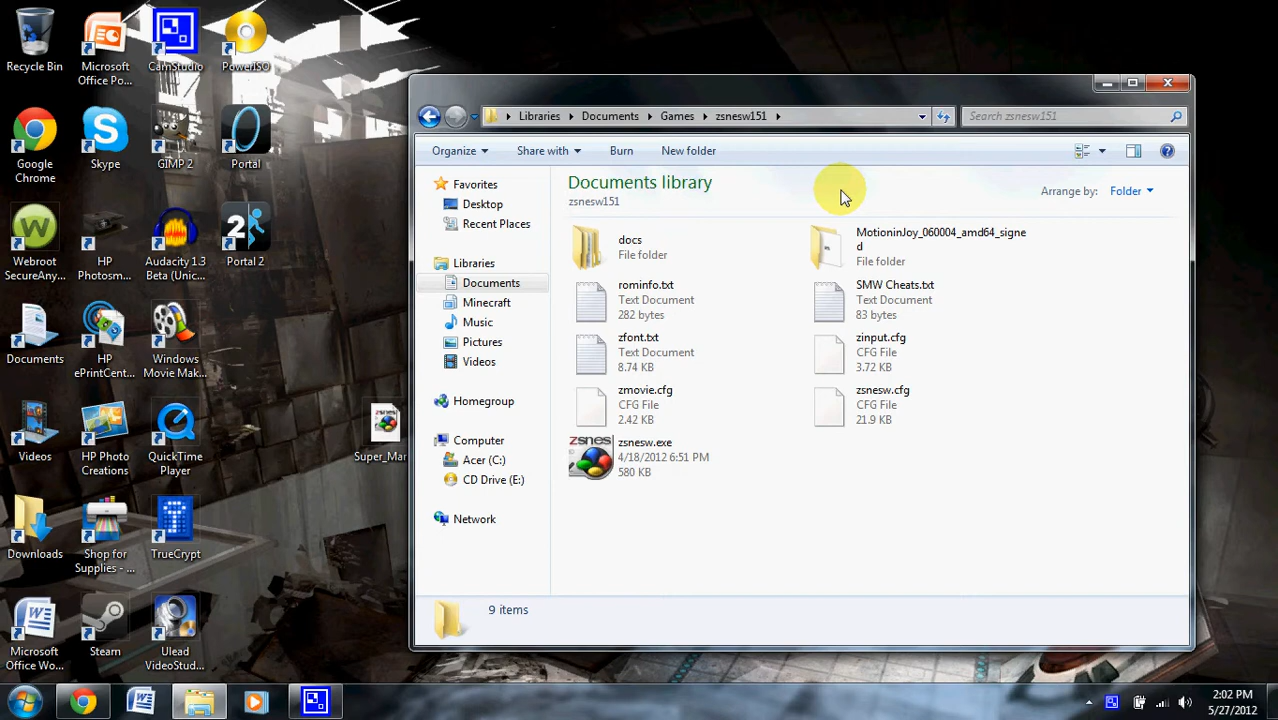 Recycle Bin
Microsoft
Office Po...
CamStudio
PowerISO
Google
Chrome
Skype
GIMP 2
Portal
Webroot
SecureAny...
HP
Photosm...
Audacity 1.3
Beta (Unic...
Portal 2
Documents
HP
ePrintCent...
Windows
Movie Mak...
Videos
HP Photo
Creations
QuickTime
Player
Super_Mar
Downloads
Shop for
Supplies - ...
TrueCrypt
Microsoft
Office Wo...
Steam
Ulead
VideoStud...
Libraries
Documents
Games
zsnesw151
Search zsnesw151
Organize
Share with
Burn
New folder
Favorites
Desktop
Recent Places
Libraries
Documents
Minecraft
Music
Pictures
Videos
Homegroup
Computer
Acer (C:)
CD Drive (E:)
Network
Documents library
zsnesw151
Arrange by: Folder
docs
File folder
MotioninJoy_060004_amd64_signe
d
File folder
rominfo.txt
Text Document
282 bytes
SMW Cheats.txt
Text Document
83 bytes
zfont.txt
Text Document
8.74 KB
zinput.cfg
CFG File
3.72 KB
zmovie.cfg
CFG File
2.42 KB
zsnesw.cfg
CFG File
21.9 KB
zsnes
zsnesw.exe
4/18/2012 6:51 PM
580 KB
9 items
2:02 PM
5/27/2012